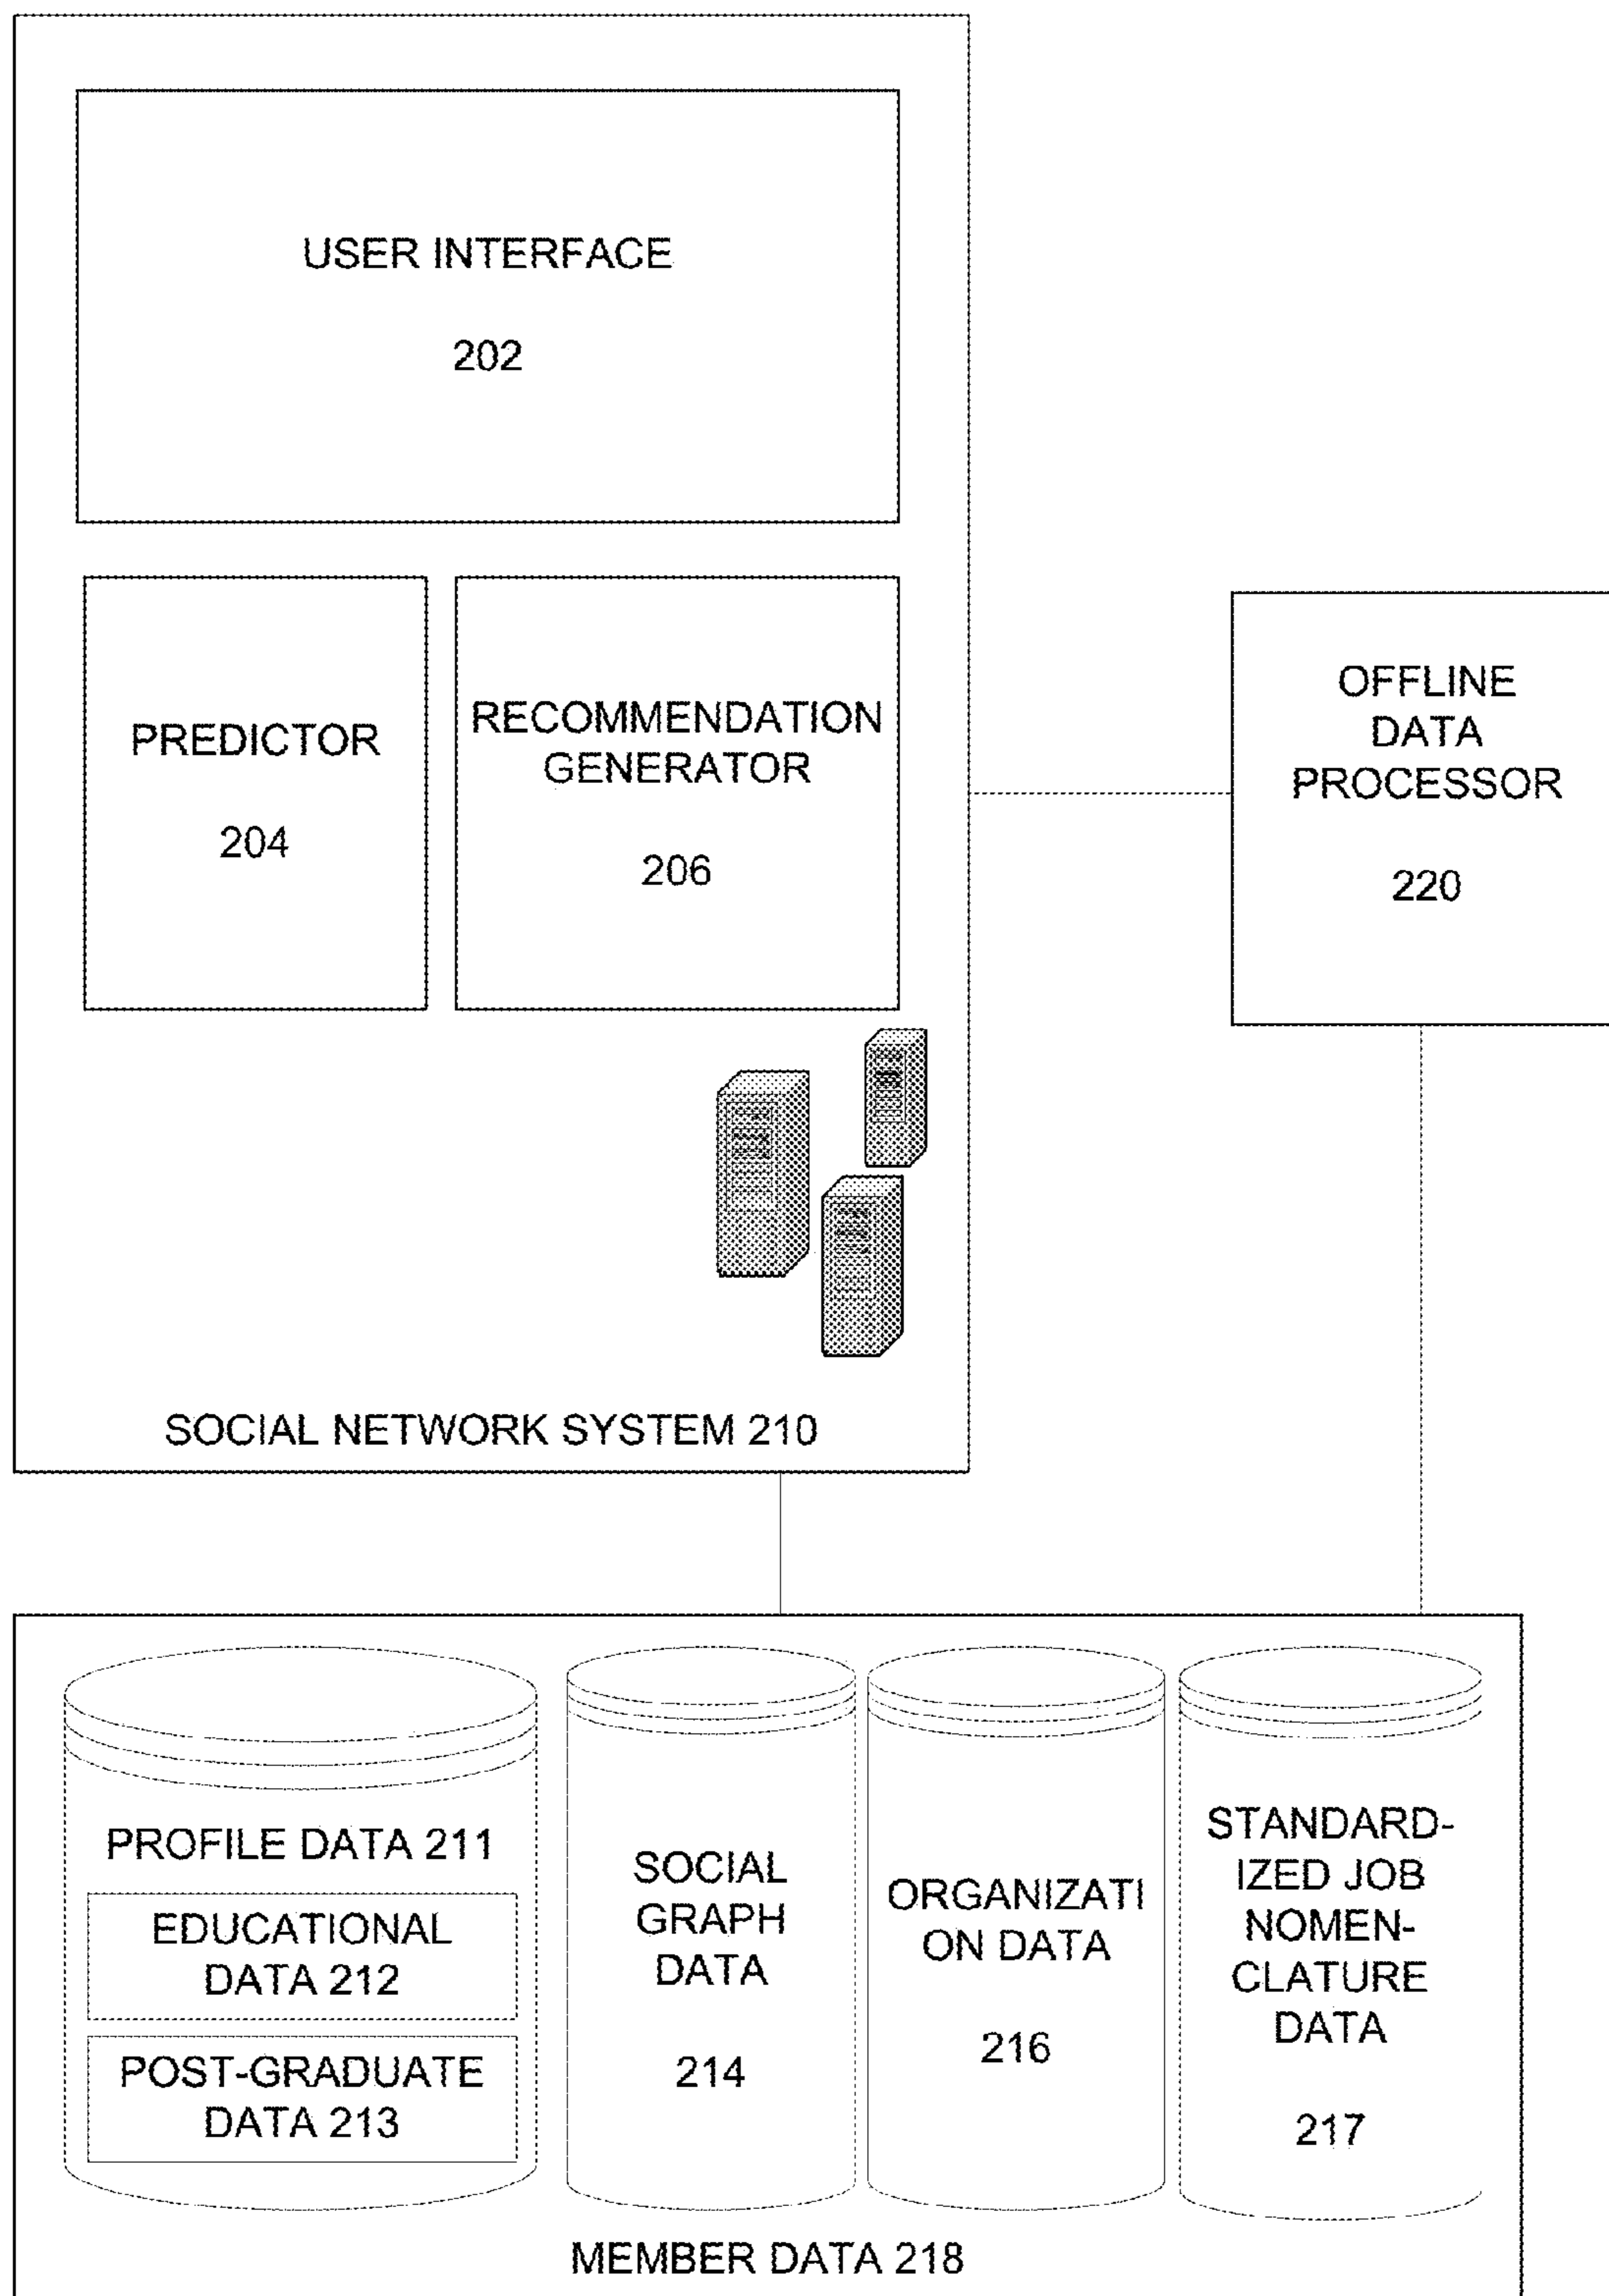 USER INTERFACE
202
PREDICTOR
204
RECOMMENDATION
GENERATOR
206
OFFLINE
DATA
PROCESSOR
220
SOCIAL NETWORK SYSTEM 210
PROFILE DATA 211
EDUCATIONAL
DATA 212
POST-GRADUATE
DATA 213
SOCIAL
GRAPH
DATA
214
ORGANIZATI
ON DATA
216
STANDARD-
IZED JOB
NOMEN-
CLATURE
DATA
217
MEMBER DATA 218